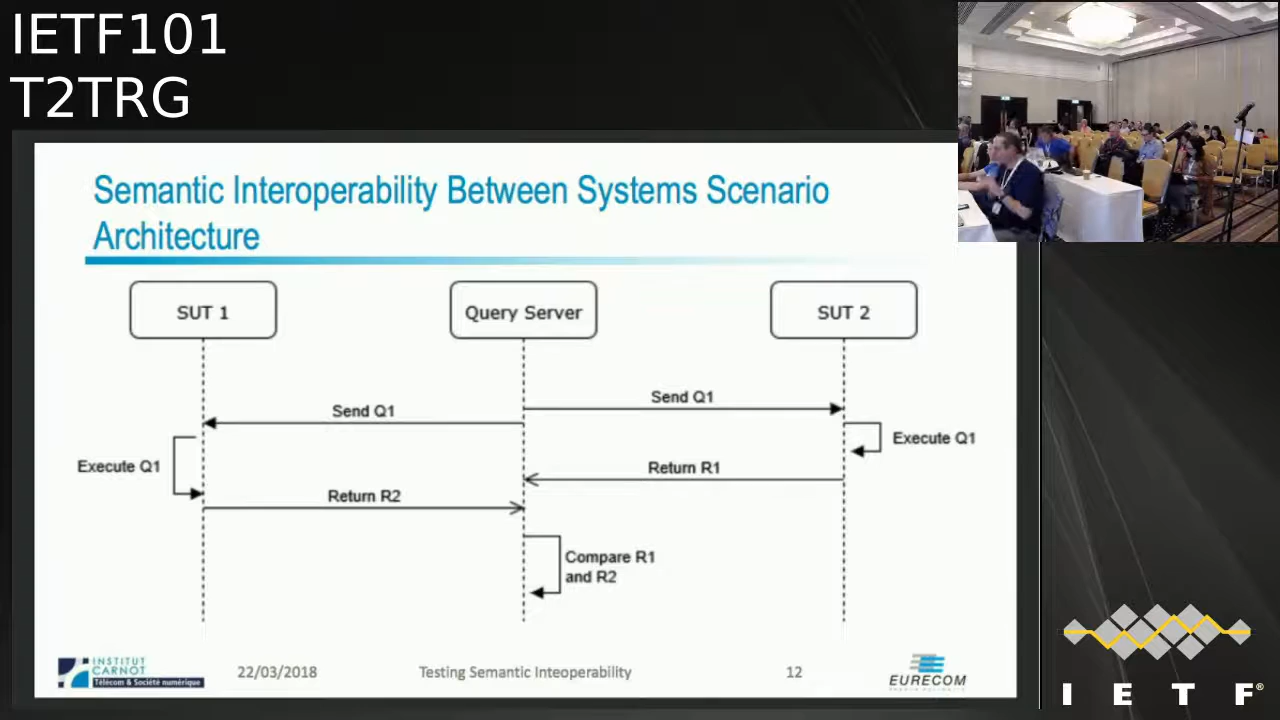 IETF101
T2TRG
Semantic Interoperability Between Systems Scenario
Architecture
SUT 1
Query Server
SUT 2
Send Q1
Send Q1
Execute Q1
Execute Q1
Return R1
Return R2
Compare R1
and R2
INSTITUT
CARNOT
Télécom & Société numérique
22/03/2018
Testing Semantic Inteoperability
12
EURECOM
I E T F®